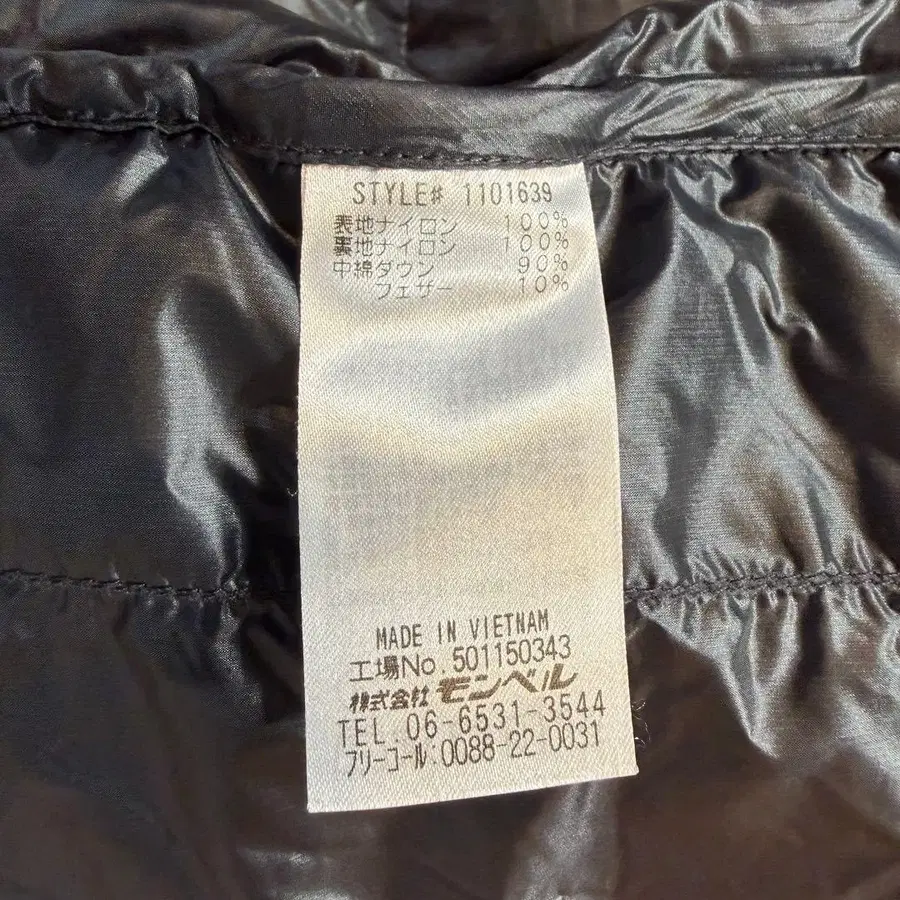 STYLE# 1101639
表地ナイロン 100%
裏地ナイロン 100%
中綿ダウン 90%
フェザー 10%
MADE IN VIETNAM
工場No.501150343
株式会社 モンベル
TEL.06-6531-3544
フリーコール:0088-22-0031